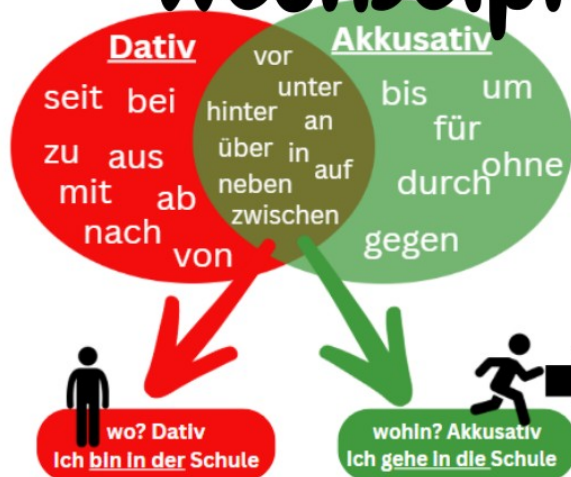 Dativ
seit bei
zu aus
mit ab
nach
von
vor
unter
hinter
an
über in
auf
neben
zwischen
Akkusativ
bis um
für
ohne
durch
gegen
wo? Dativ
Ich bin in der Schule
wohin? Akkusativ
Ich gehe in die Schule